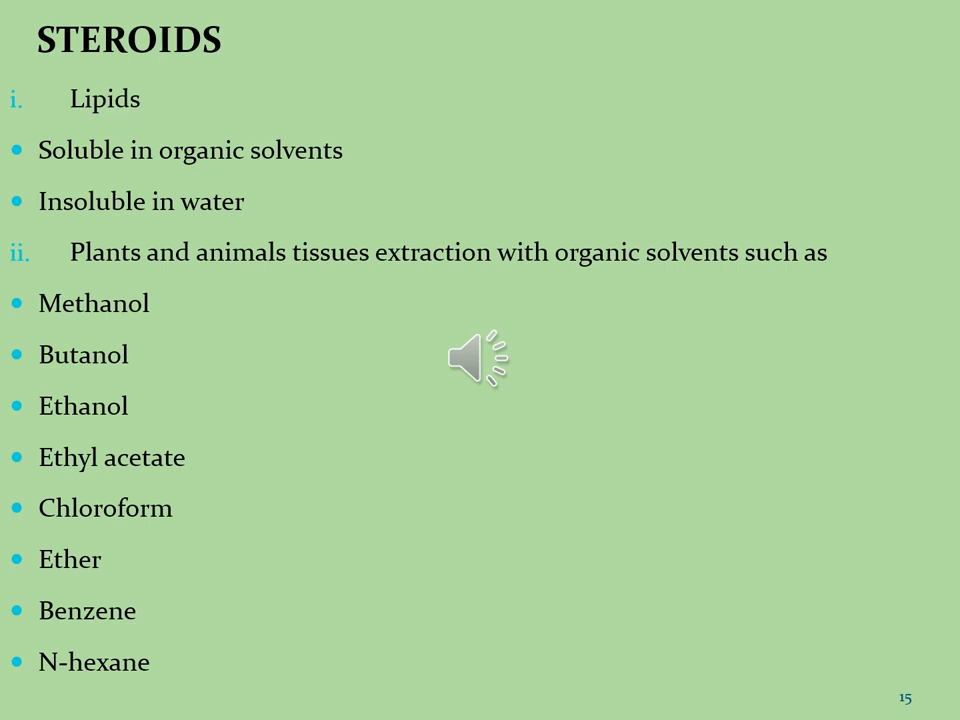 STEROIDS
i. Lipids
• Soluble in organic solvents
• Insoluble in water
ii. Plants and animals tissues extraction with organic solvents such as
• Methanol
• Butanol
• Ethanol
• Ethyl acetate
• Chloroform
• Ether
• Benzene
• N-hexane
15